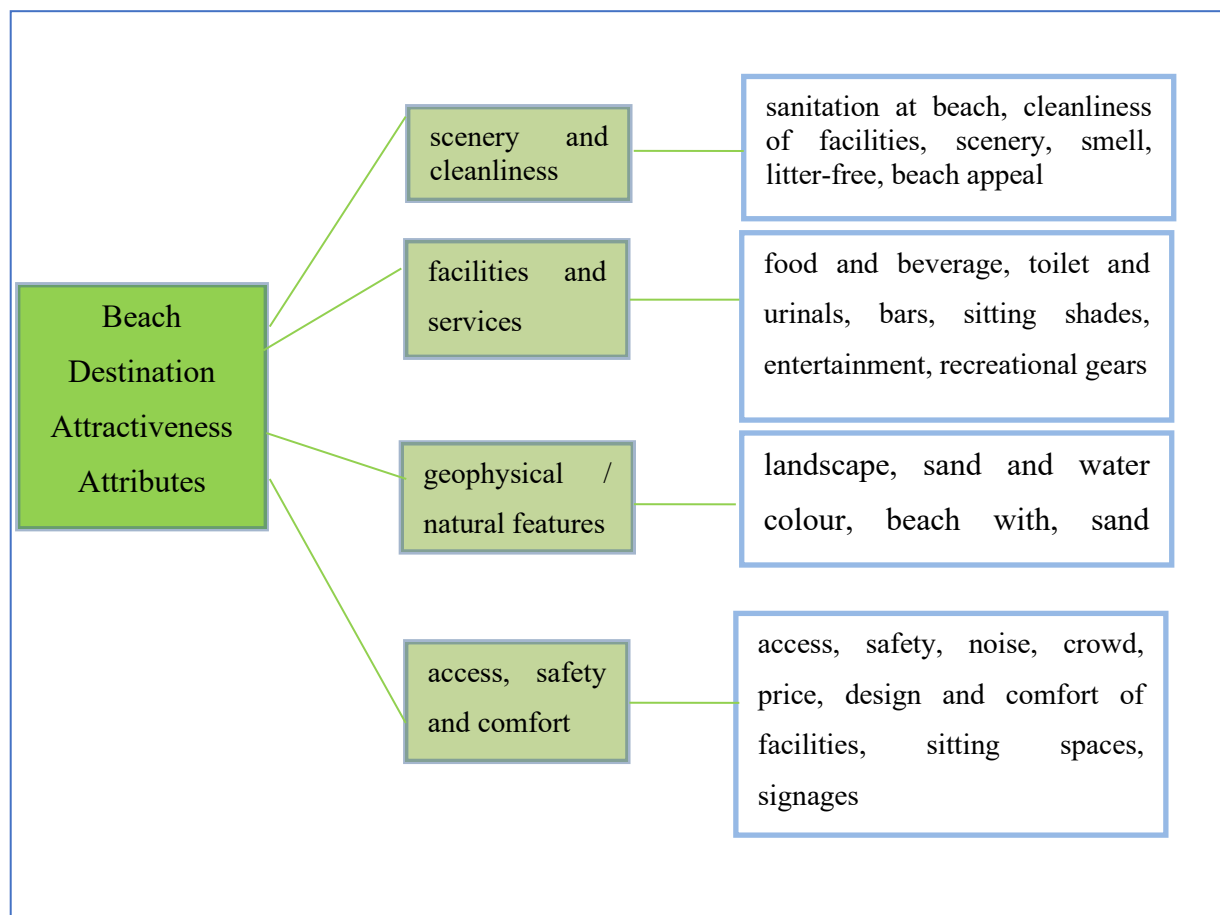 Beach
Destination
Attractiveness
Attributes
scenery and
cleanliness
sanitation at beach, cleanliness
of facilities, scenery, smell,
litter-free, beach appeal
facilities and
services
food and beverage, toilet and
urinals, bars, sitting shades,
entertainment, recreational gears
geophysical /
natural features
landscape, sand and water
colour, beach with, sand
access, safety
and comfort
access, safety, noise, crowd,
price, design and comfort of
facilities, sitting spaces,
signages